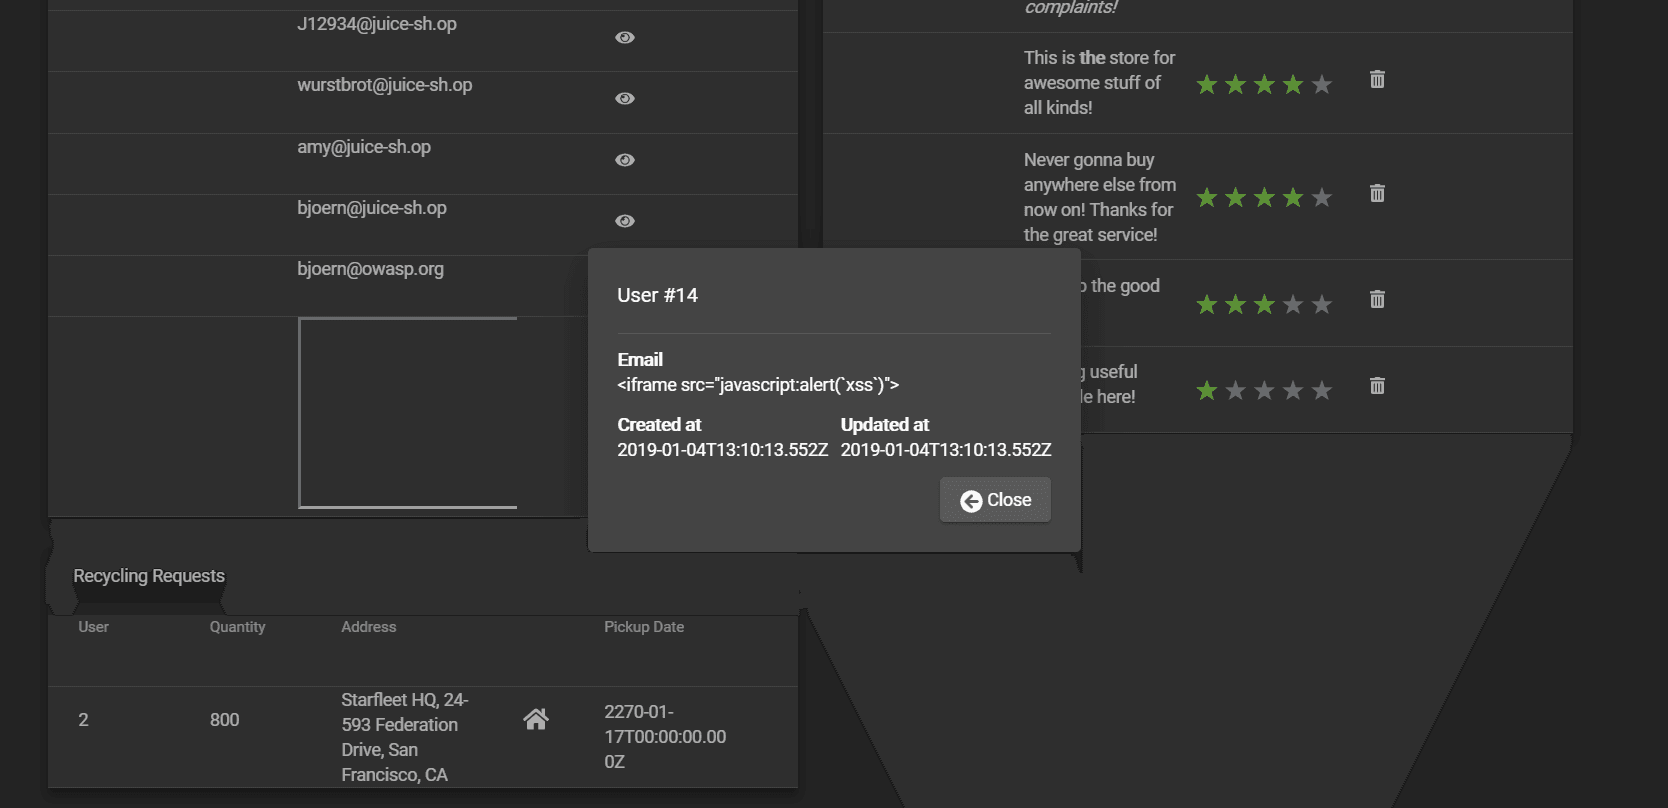 J12934@juice-sh.op
wurstbrot@juice-sh.op
amy@juice-sh.op
bjoern@juice-sh.op
bjoern@owasp.org
complaints!
This is the store for
awesome stuff of
all kinds!
Never gonna buy
anywhere else from
now on! Thanks for
the great service!
the good
useful
here!
User #14
Email
<iframe src="javascript:alert(`xss`)">
Created at Updated at
2019-01-04T13:10:13.552Z 2019-01-04T13:10:13.552Z
Close
Recycling Requests
User Quantity Address Pickup Date
2 800
Starfleet HQ, 24-
593 Federation
Drive, San
Francisco, CA
2270-01-
17T00:00:00.00
0Z